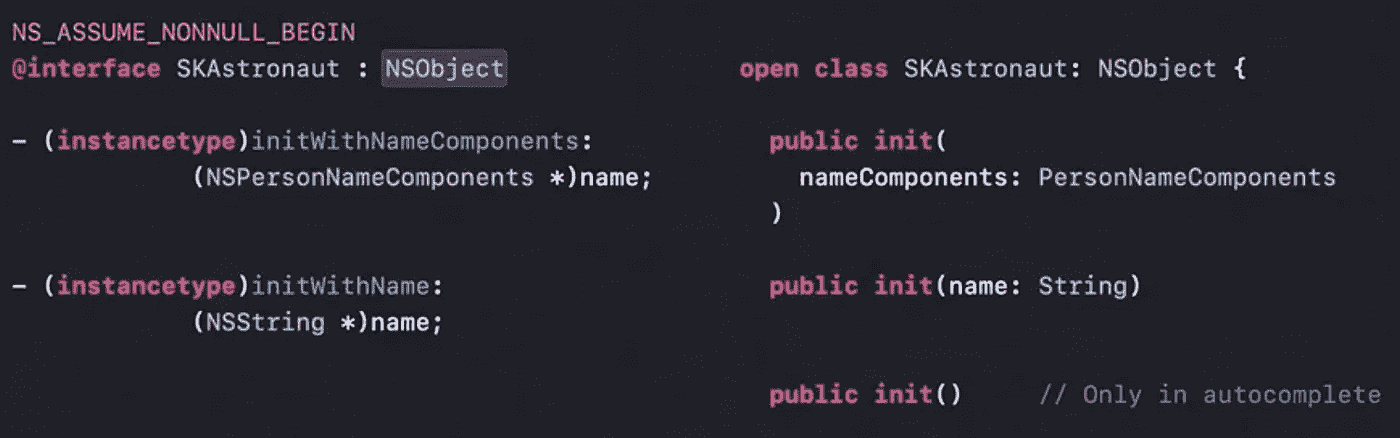 NS_ASSUME_NONNULL_BEGIN
@interface SKAstronaut : NSObject
- (instancetype)initWithNameComponents:
(NSPersonNameComponents *)name;
- (instancetype)initWithName:
(NSString *)name;
open class SKAstronaut: NSObject {
public init(
nameComponents: PersonNameComponents
)
public init(name: String)
public init() // Only in autocomplete